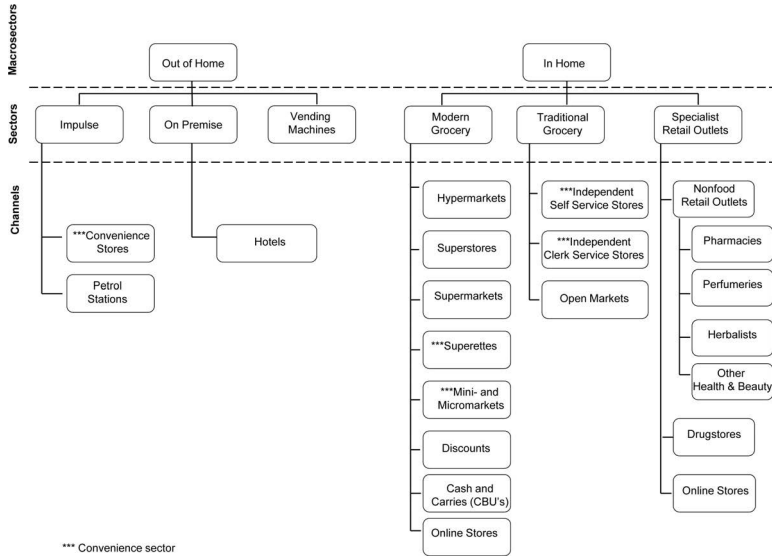 Macrosectors
Out of Home
In Home
Sectors
Impulse
On Premise
Vending
Machines
Modern
Grocery
Traditional
Grocery
Specialist
Retail Outlets
Channels
***Convenience
Stores
Petrol
Stations
Hotels
Hypermarkets
Superstores
Supermarkets
***Superettes
***Mini- and
Micromarkets
Discounts
Cash and
Carries (CBU's)
Online Stores
***Independent
Self Service Stores
***Independent
Clerk Service Stores
Open Markets
Nonfood
Retail Outlets
Pharmacies
Perfumeries
Herbalists
Other
Health & Beauty
Drugstores
Online Stores
*** Convenience sector